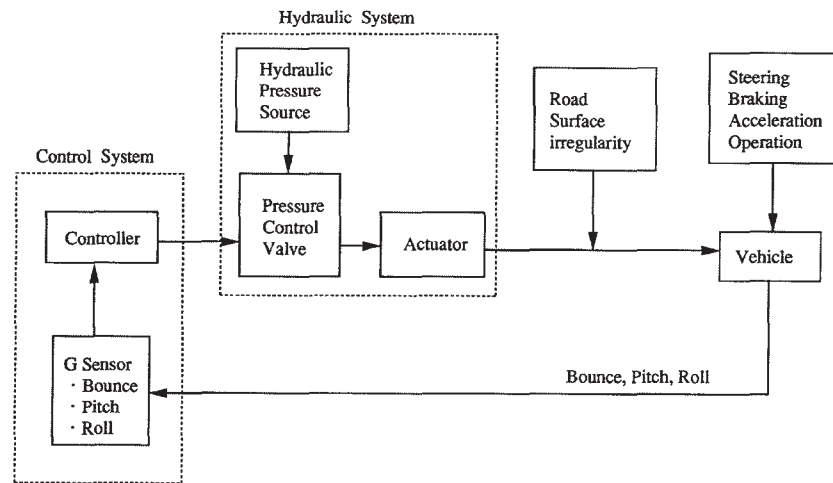 Hydraulic System
Hydraulic
Pressure
Source
Road
Surface
irregularity
Steering
Braking
Acceleration
Operation
Control System
Controller
Pressure
Control
Valve
Actuator
Vehicle
G Sensor
· Bounce
· Pitch
· Roll
Bounce, Pitch, Roll